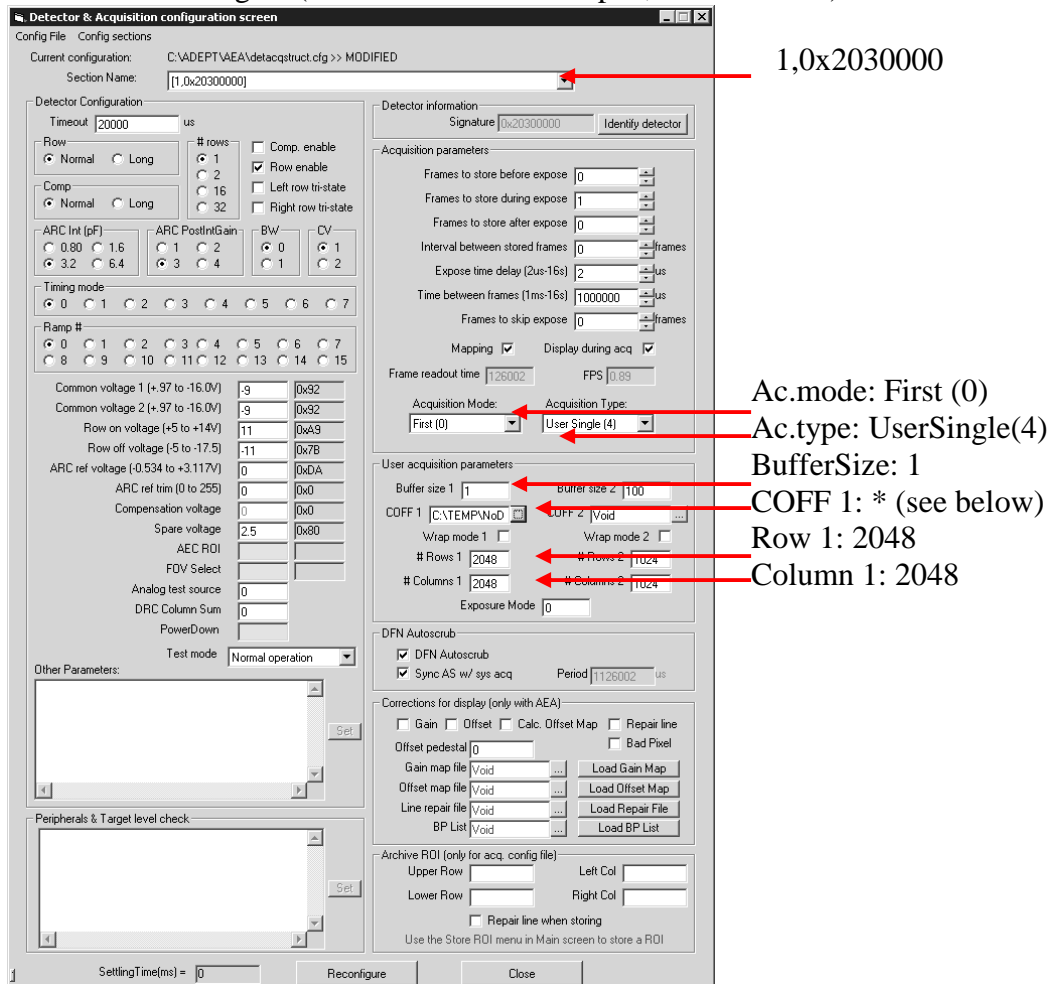 Detector & Acquisition configuration screen
Config File Config sections
Current configuration: C:\ADEPT\AEA\detacqstruct.cfg >> MODIFIED
Section Name: [1,0x20300000]
1,0x2030000
Detector Configuration
Timeout 20000 us
Row
Normal Long
# rows
1
2
16
32
Comp. enable
Row enable
Left row tri-state
Right row tri-state
Comp
Normal Long
ARC Int (pF)
0.80 1.6
3.2 6.4
ARC PostIntGain
1 2
3 4
BW
0
1
CV
1
2
Timing mode
0 1 2 3 4 5 6 7
Ramp #
0 1 2 3 4 5 6 7
8 9 10 11 12 13 14 15
Common voltage 1 (+.97 to -16.0V) -9 0x92
Common voltage 2 (+.97 to -16.0V) -9 0x92
Row on voltage (+5 to +14V) 11 0xA9
Row off voltage (-5 to -17.5) -11 0x7B
ARC ref voltage (-0.534 to +3.117V) 0 0xDA
ARC ref trim (0 to 255) 0 0x0
Compensation voltage 0 0x0
Spare voltage 2.5 0x80
AEC ROI
FOV Select
Analog test source 0
DRC Column Sum 0
PowerDown
Test mode Normal operation
Other Parameters:
Set
Peripherals & Target level check
Set
SettlingTime(ms) = 0
Reconfigure
Close
Detector information
Signature 0x20300000 Identify detector
Acquisition parameters
Frames to store before expose 0
Frames to store during expose 1
Frames to store after expose 0
Interval between stored frames 0 frames
Expose time delay (2us-16s) 2 us
Time between frames (1ms-16s) 1000000 us
Frames to skip expose 0 frames
Mapping Display during acq
Frame readout time 126002 FPS 0.89
Acquisition Mode: Acquisition Type:
First (0) User Single (4)
User acquisition parameters
Buffer size 1 1 Buffer size 2 100
COFF 1 C:\TEMP\NoD COFF 2 Void ...
Wrap mode 1 Wrap mode 2
# Rows 1 2048 # Rows 2 1024
# Columns 1 2048 # Columns 2 1024
Exposure Mode 0
DFN Autoscrub
DFN Autoscrub
Sync AS w/ sys acq Period 1126002 us
Corrections for display (only with AEA)
Gain Offset Calc. Offset Map Repair line
Bad Pixel
Offset pedestal 0
Gain map file Void ... Load Gain Map
Offset map file Void ... Load Offset Map
Line repair file Void ... Load Repair File
BP List Void ... Load BP List
Archive ROI (only for acq. config file)
Upper Row Left Col
Lower Row Right Col
Repair line when storing
Use the Store ROI menu in Main screen to store a ROI
Ac.mode: First (0)
Ac.type: UserSingle(4)
BufferSize: 1
COFF 1: * (see below)
Row 1: 2048
Column 1: 2048